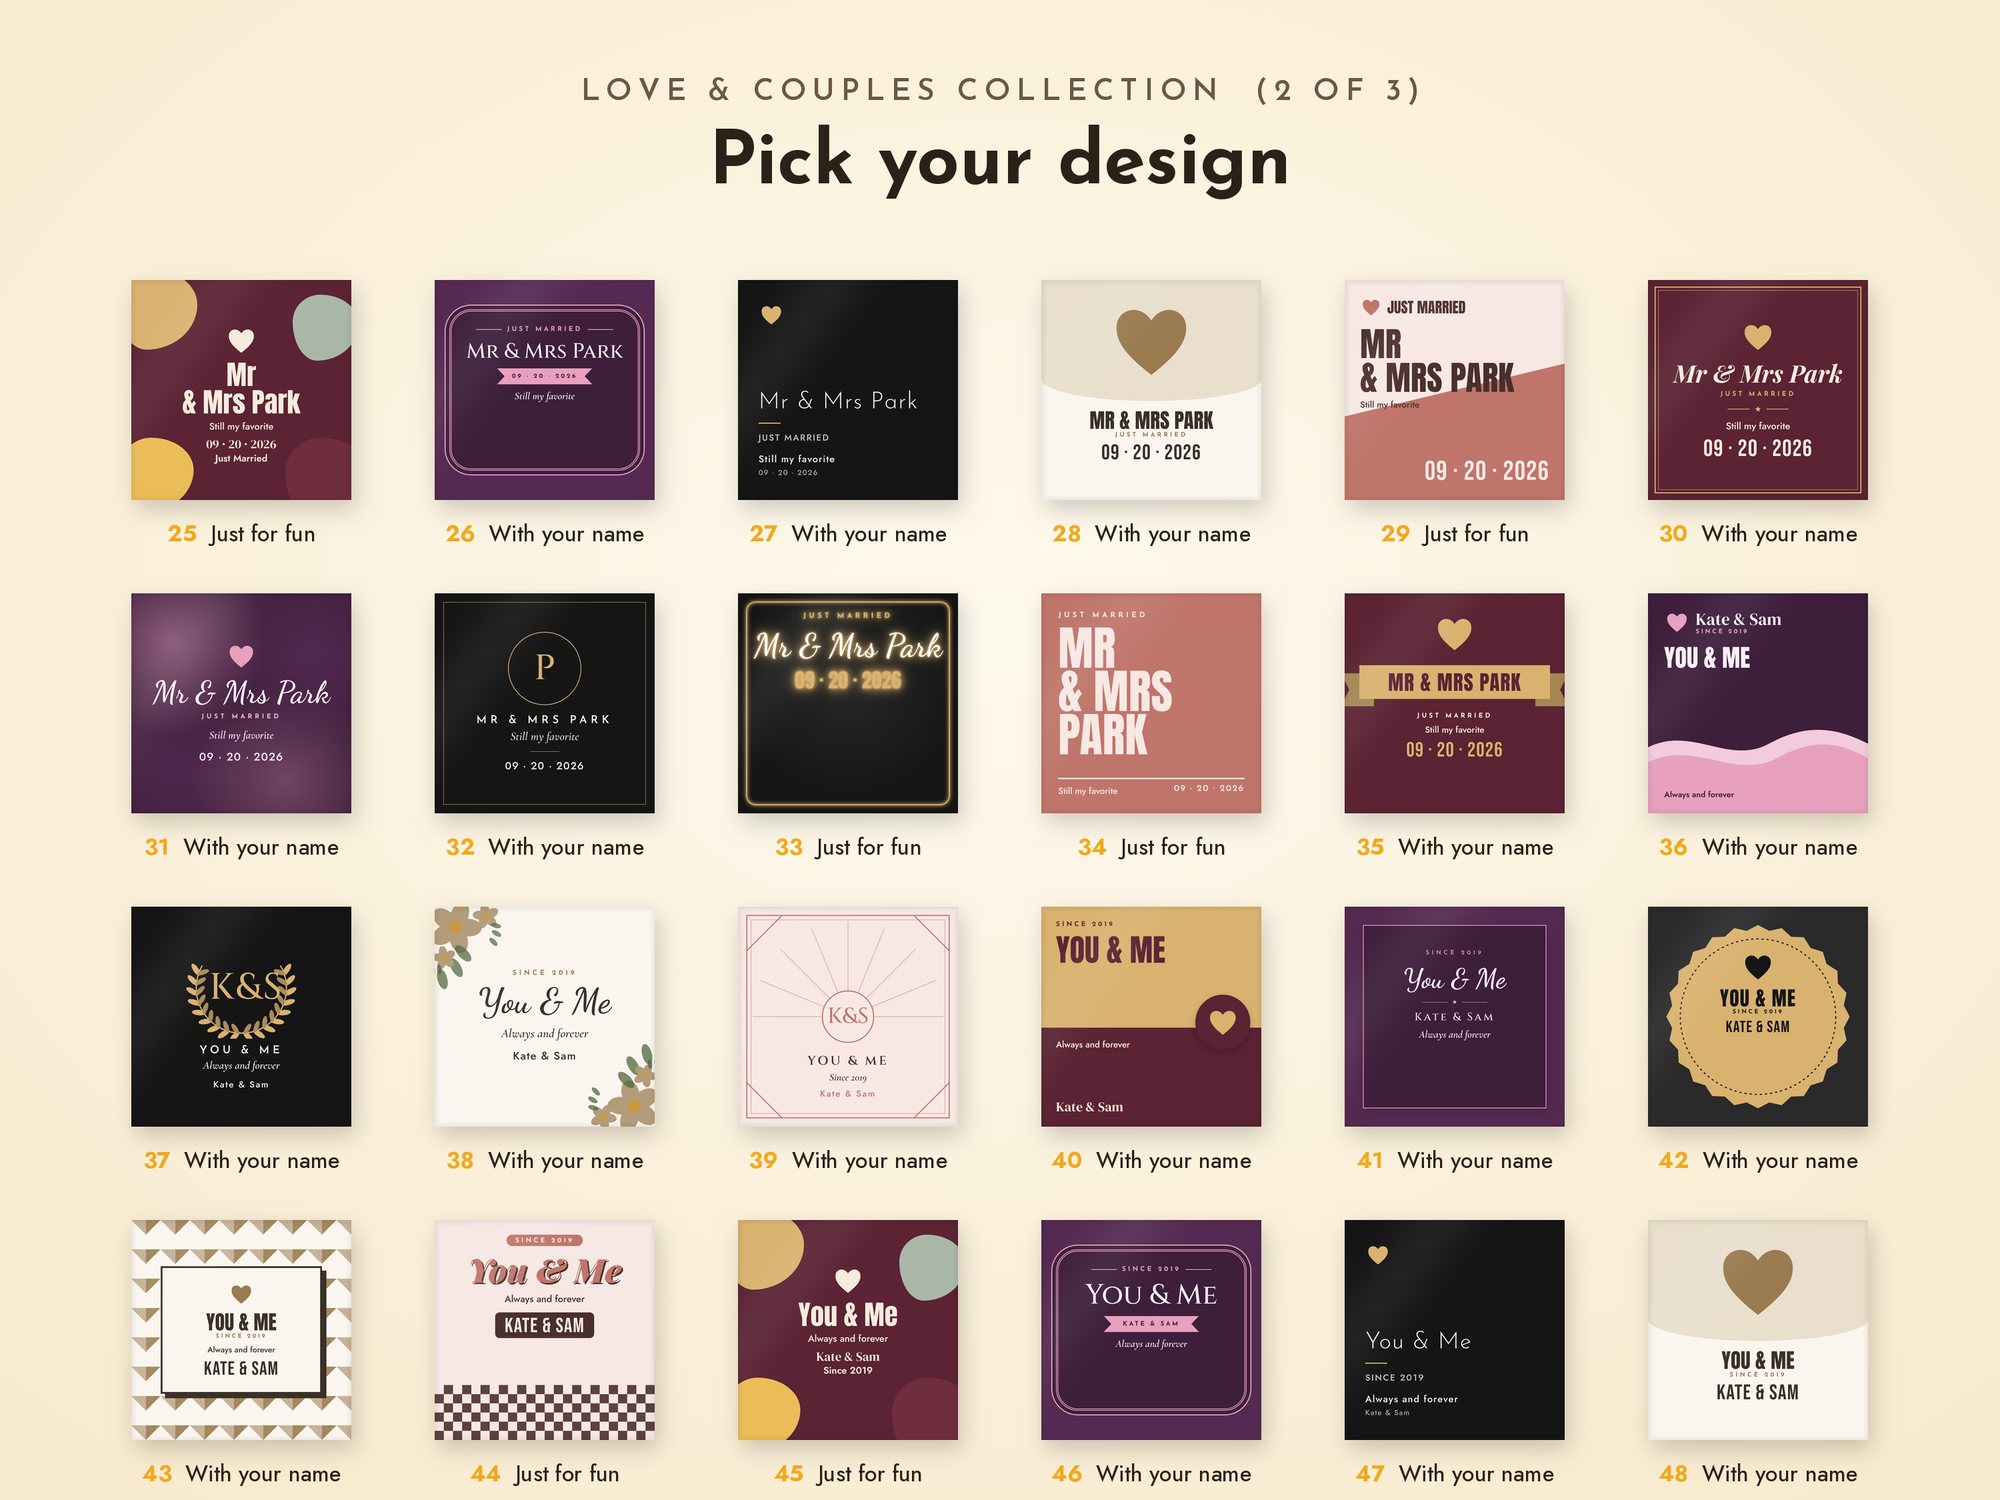 LOVE & COUPLES COLLECTION (2 OF 3)
Pick your design
Mr
& Mrs Park
Still my favorite
09 · 20 · 2026
Just Married
25 Just for fun
JUST MARRIED
Mr & Mrs Park
09 · 20 · 2026
Still my favorite
26 With your name
Mr & Mrs Park
JUST MARRIED
Still my favorite
09 · 20 · 2026
27 With your name
MR & MRS PARK
JUST MARRIED
09 · 20 · 2026
28 With your name
JUST MARRIED
MR
& MRS PARK
Still my favorite
09 · 20 · 2026
29 Just for fun
Mr & Mrs Park
JUST MARRIED
Still my favorite
09 · 20 · 2026
30 With your name
Mr & Mrs Park
JUST MARRIED
Still my favorite
09 · 20 · 2026
31 With your name
P
MR & MRS PARK
Still my favorite
09 · 20 · 2026
32 With your name
JUST MARRIED
Mr & Mrs Park
09 · 20 · 2026
33 Just for fun
JUST MARRIED
MR
& MRS
PARK
Still my favorite
09 · 20 · 2026
34 Just for fun
MR & MRS PARK
JUST MARRIED
Still my favorite
09 · 20 · 2026
35 With your name
Kate & Sam
SINCE 2019
YOU & ME
Always and forever
36 With your name
K&S
YOU & ME
Always and forever
Kate & Sam
37 With your name
SINCE 2019
You & Me
Always and forever
Kate & Sam
38 With your name
K&S
YOU & ME
Since 2019
Kate & Sam
39 With your name
SINCE 2019
YOU & ME
Always and forever
Kate & Sam
40 With your name
SINCE 2019
You & Me
KATE & SAM
Always and forever
41 With your name
YOU & ME
SINCE 2019
KATE & SAM
42 With your name
YOU & ME
SINCE 2019
Always and forever
KATE & SAM
43 With your name
SINCE 2019
You & Me
Always and forever
KATE & SAM
44 Just for fun
You & Me
Always and forever
Kate & Sam
Since 2019
45 Just for fun
SINCE 2019
You & Me
KATE & SAM
Always and forever
46 With your name
You & Me
SINCE 2019
Always and forever
Kate & Sam
47 With your name
YOU & ME
SINCE 2019
KATE & SAM
48 With your name